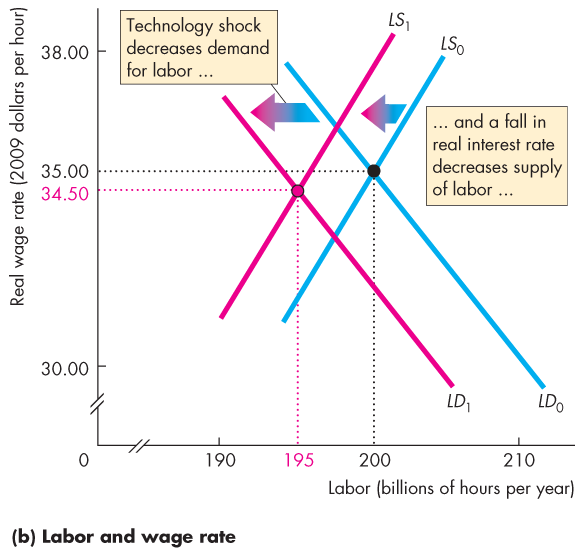 Real wage rate (2009 dollars per hour)
38.00
35.00
34.50
30.00
Technology shock
decreases demand
for labor ...
LS1
LS0
... and a fall in
real interest rate
decreases supply
of labor ...
LD1
LD0
0
190
195
200
210
Labor (billions of hours per year)
(b) Labor and wage rate